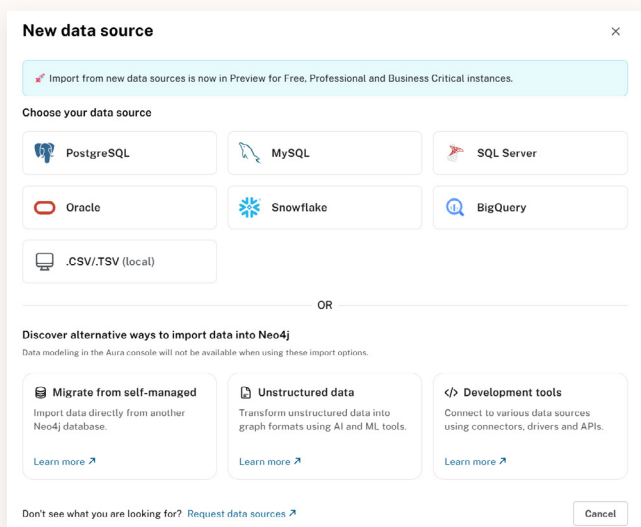 New data source
Import from new data sources is now in Preview for Free, Professional and Business Critical instances.
Choose your data source
PostgreSQL
MySQL
SQL Server
Oracle
Snowflake
BigQuery
.CSV/.TSV (local)
OR
Discover alternative ways to import data into Neo4j
Data modeling in the Aura console will not be available when using these import options.
Migrate from self-managed
Import data directly from another
Neo4j database.
Learn more
Unstructured data
Transform unstructured data into
graph formats using AI and ML tools.
Learn more
Development tools
Connect to various data sources
using connectors, drivers and APIs.
Learn more
Don't see what you are looking for? Request data sources
Cancel